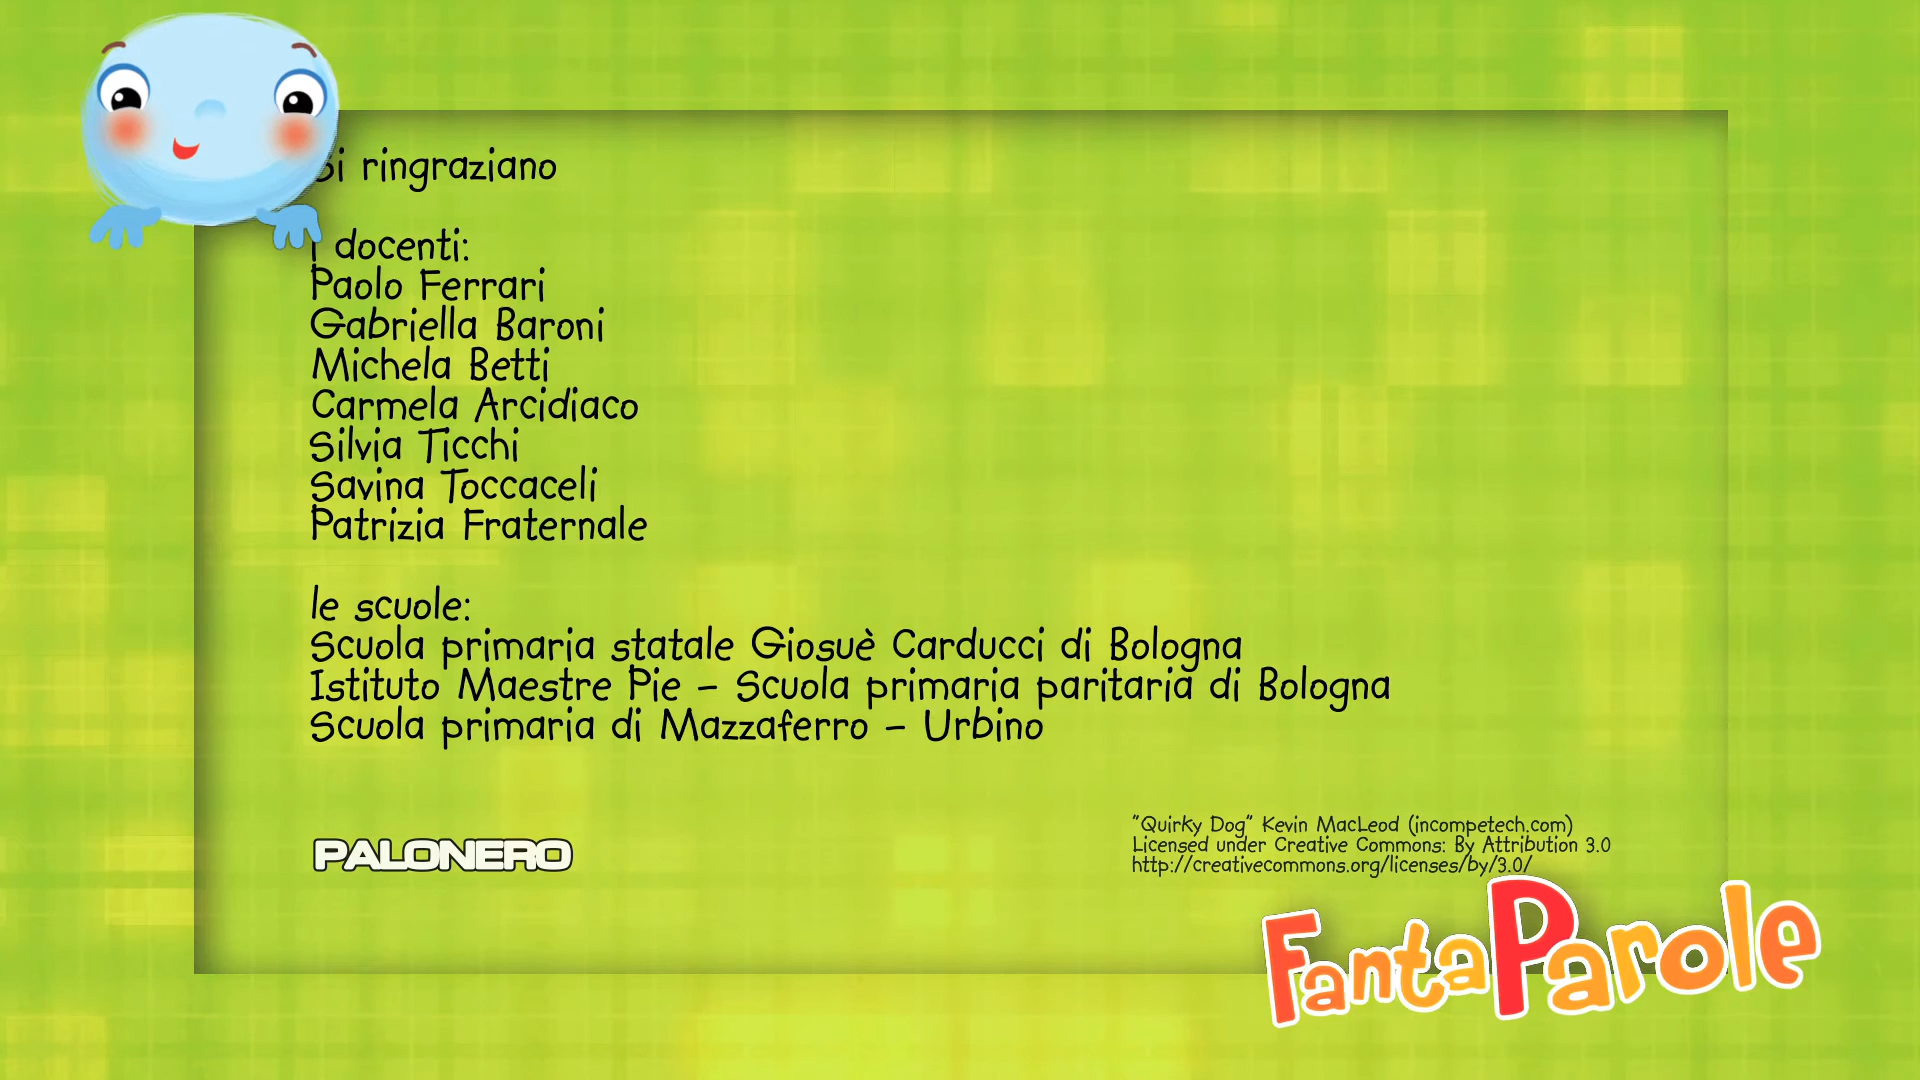 Si ringraziano
i docenti:
Paolo Ferrari
Gabriella Baroni
Michela Betti
Carmela Arcidiaco
Silvia Ticchi
Savina Toccaceli
Patrizia Fraternale
le scuole:
Scuola primaria statale Giosuè Carducci di Bologna
Istituto Maestre Pie - Scuola primaria paritaria di Bologna
Scuola primaria di Mazzaferro - Urbino
PALONERO
"Quirky Dog" Kevin MacLeod (incompetech.com)
Licensed under Creative Commons: By Attribution 3.0
http://creativecommons.org/licenses/by/3.0/
FantaParole